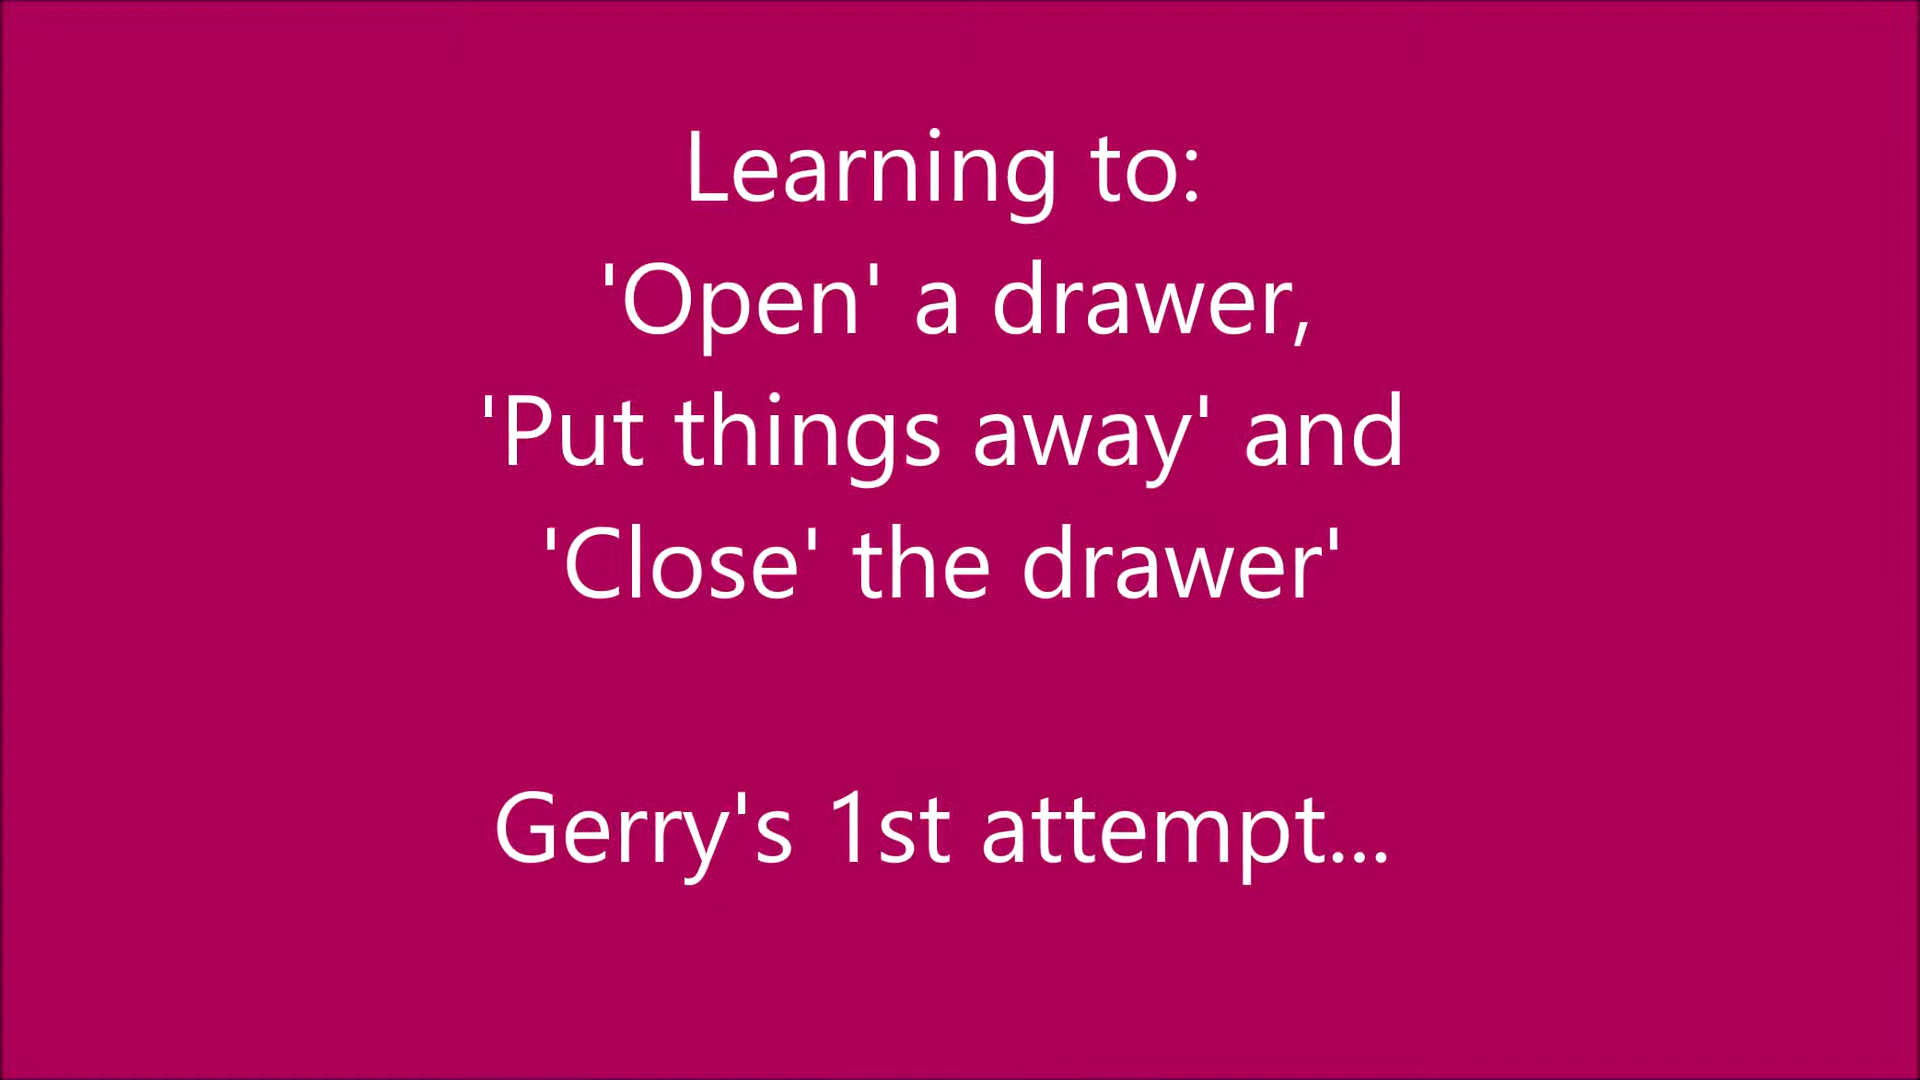 Learning to:
'Open' a drawer,
'Put things away' and
'Close' the drawer'
Gerry's 1st attempt...